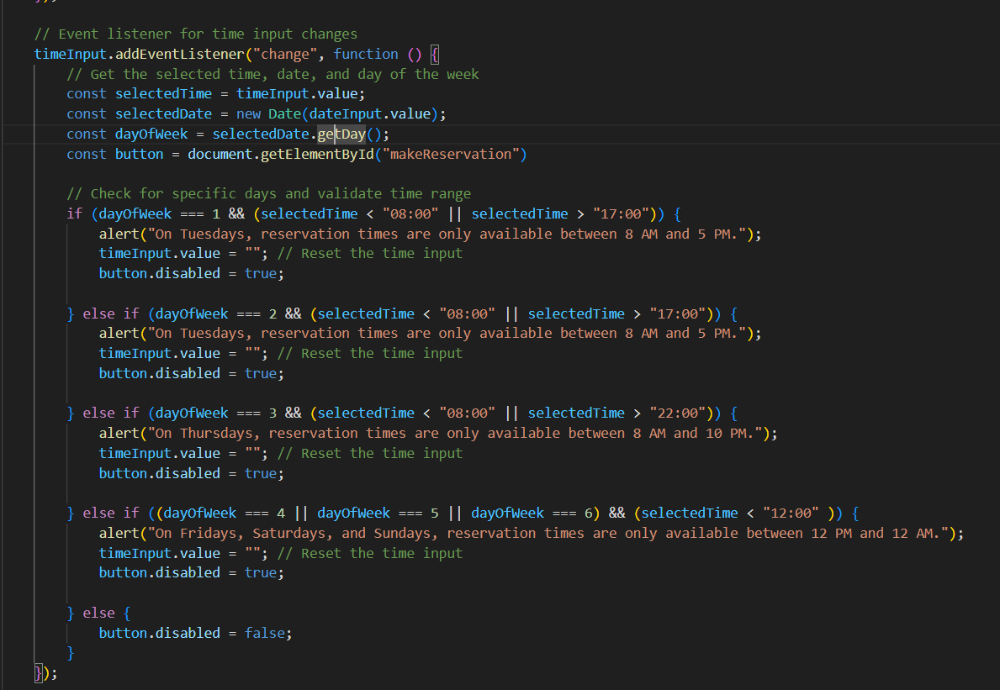 });
// Event listener for time input changes
timeInput.addEventListener("change", function () {
// Get the selected time, date, and day of the week
const selectedTime = timeInput.value;
const selectedDate = new Date(dateInput.value);
const dayOfWeek = selectedDate.getDay();
const button = document.getElementById("makeReservation")
// Check for specific days and validate time range
if (dayOfWeek === 1 && (selectedTime < "08:00" || selectedTime > "17:00")) {
alert("On Tuesdays, reservation times are only available between 8 AM and 5 PM.");
timeInput.value = ""; // Reset the time input
button.disabled = true;
} else if (dayOfWeek === 2 && (selectedTime < "08:00" || selectedTime > "17:00")) {
alert("On Tuesdays, reservation times are only available between 8 AM and 5 PM.");
timeInput.value = ""; // Reset the time input
button.disabled = true;
} else if (dayOfWeek === 3 && (selectedTime < "08:00" || selectedTime > "22:00")) {
alert("On Thursdays, reservation times are only available between 8 AM and 10 PM.");
timeInput.value = ""; // Reset the time input
button.disabled = true;
} else if ((dayOfWeek === 4 || dayOfWeek === 5 || dayOfWeek === 6) && (selectedTime < "12:00" )) {
alert("On Fridays, Saturdays, and Sundays, reservation times are only available between 12 PM and 12 AM.");
timeInput.value = ""; // Reset the time input
button.disabled = true;
} else {
button.disabled = false;
}
});